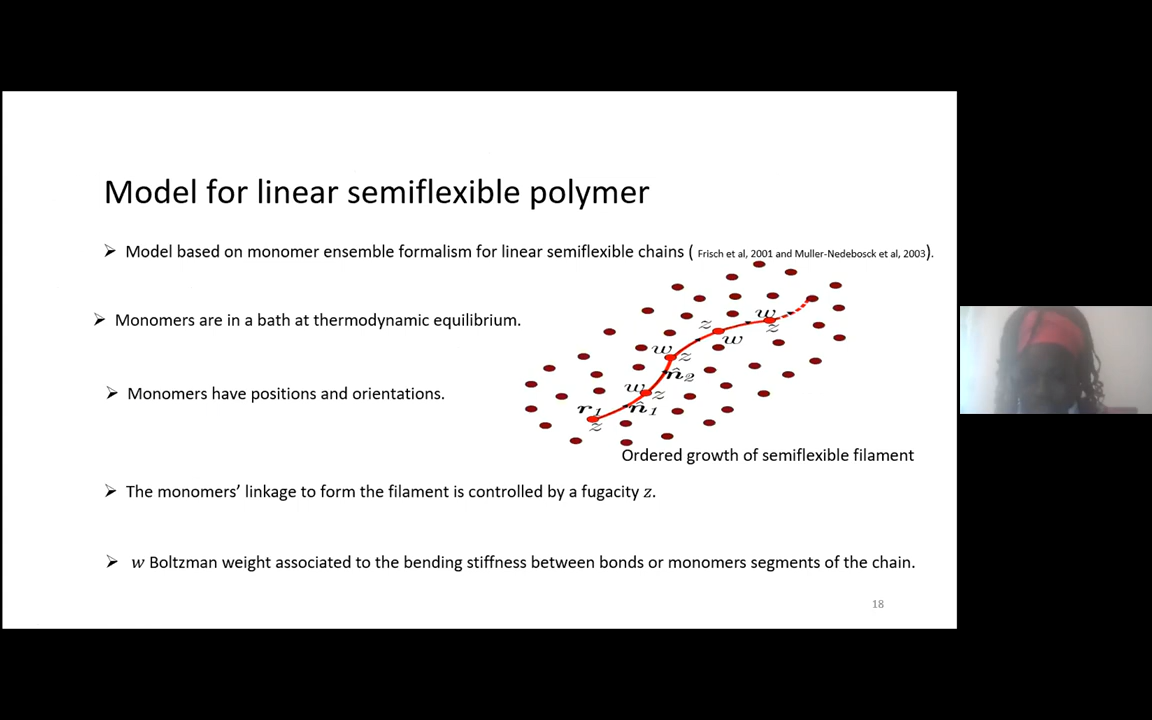 Model for linear semiflexible polymer
➢ Model based on monomer ensemble formalism for linear semiflexible chains ( Frisch et al, 2001 and Muller-Nedebosck et al, 2003).
➢ Monomers are in a bath at thermodynamic equilibrium.
z w z
w
w z
n̂₂
w z
r₁ n̂₁
z
➢ Monomers have positions and orientations.
Ordered growth of semiflexible filament
➢ The monomers’ linkage to form the filament is controlled by a fugacity z.
➢ w Boltzman weight associated to the bending stiffness between bonds or monomers segments of the chain.
18